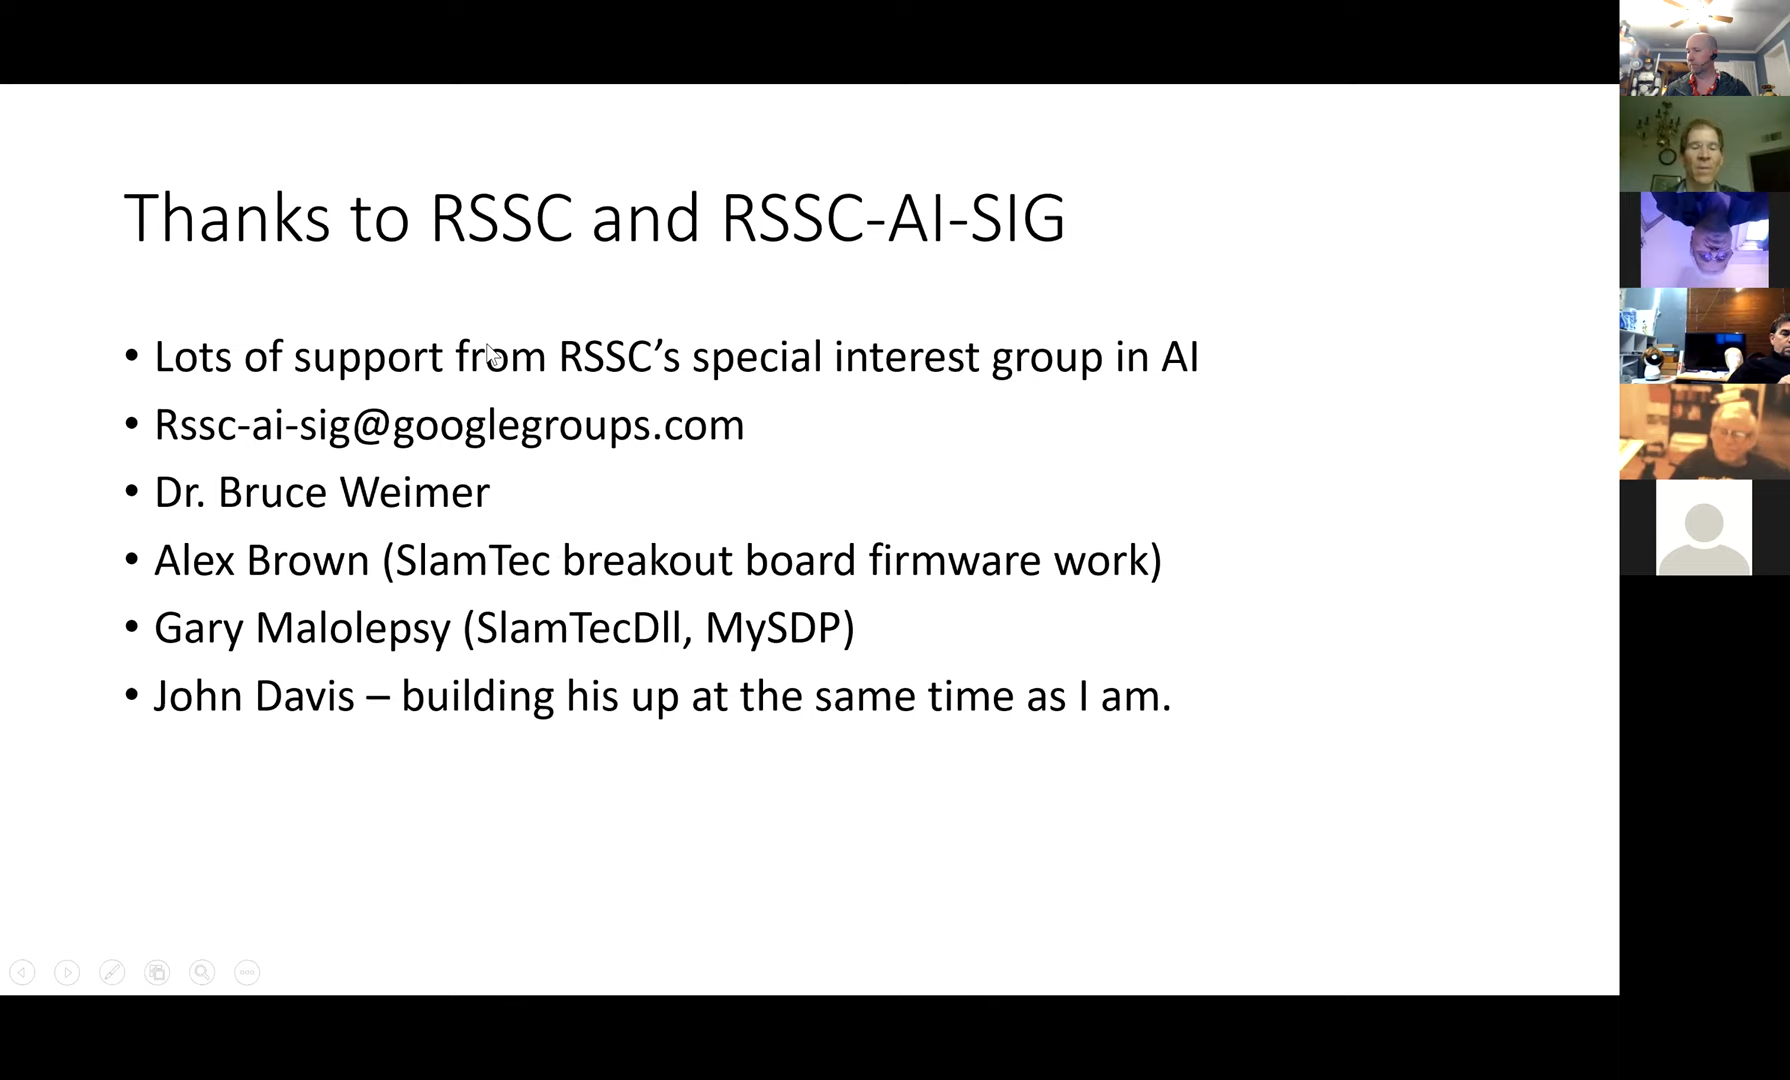 Thanks to RSSC and RSSC-AI-SIG
• Lots of support from RSSC’s special interest group in AI
• Rssc-ai-sig@googlegroups.com
• Dr. Bruce Weimer
• Alex Brown (SlamTec breakout board firmware work)
• Gary Malolepsy (SlamTecDll, MySDP)
• John Davis – building his up at the same time as I am.